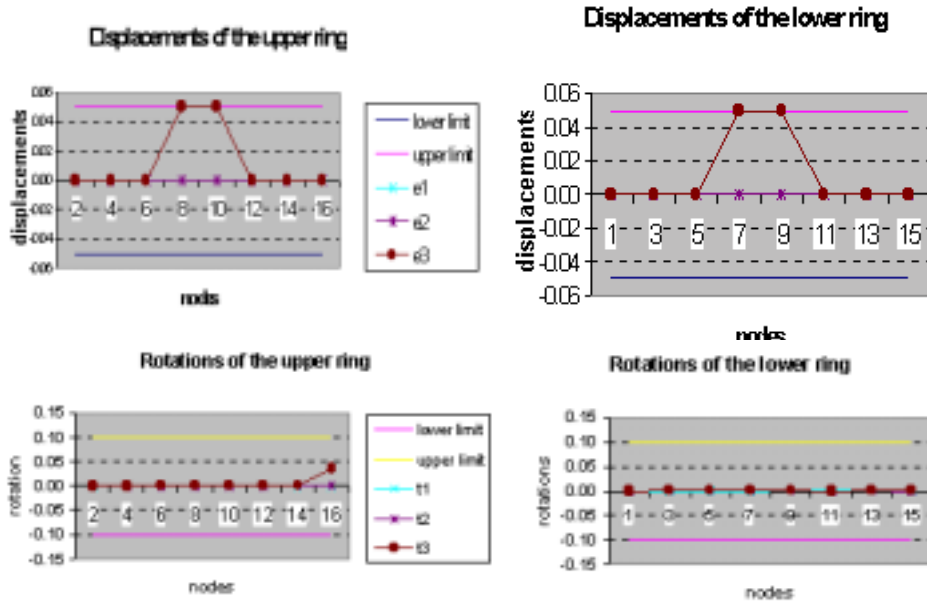 Displacements of the upper ring
displacements
0.06
0.04
0.02
0.00
-0.02
-0.04
-0.06
2 4 6 8 10 12 14 16
nodes
lower limit
upper limit
e1
e2
e3
Displacements of the lower ring
displacements
0.06
0.04
0.02
0.00
-0.02
-0.04
-0.06
1 3 5 7 9 11 13 15
nodes
Rotations of the upper ring
rotation
0.15
0.10
0.05
0.00
-0.05
-0.10
-0.15
2 4 6 8 10 12 14 16
nodes
lower limit
upper limit
t1
t2
t3
Rotations of the lower ring
rotations
0.15
0.10
0.05
0.00
-0.05
-0.10
-0.15
1 3 5 7 9 11 13 15
nodes